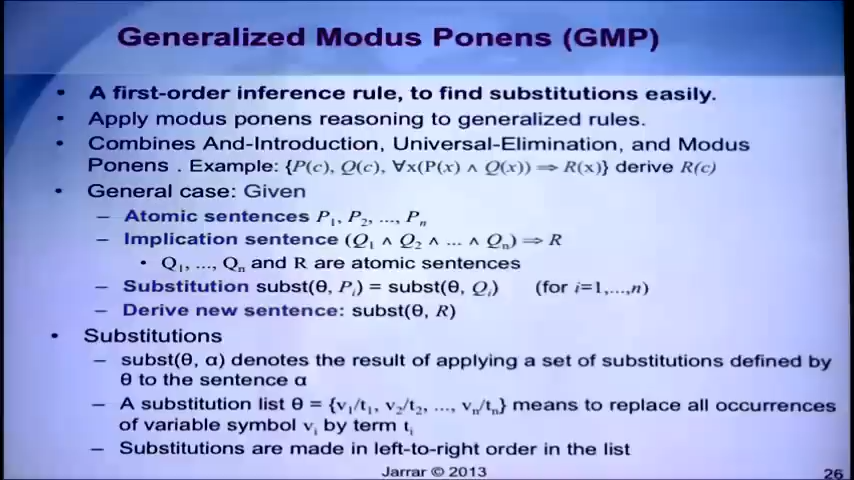 Generalized Modus Ponens (GMP)
• A first-order inference rule, to find substitutions easily.
• Apply modus ponens reasoning to generalized rules.
• Combines And-Introduction, Universal-Elimination, and Modus
Ponens . Example: {P(c), Q(c), ∀x(P(x) ∧ Q(x)) ⇒ R(x)} derive R(c)
• General case: Given
– Atomic sentences P₁, P₂, ..., Pₙ
– Implication sentence (Q₁ ∧ Q₂ ∧ ... ∧ Qₙ) ⇒ R
• Q₁, ..., Qₙ and R are atomic sentences
– Substitution subst(θ, Pᵢ) = subst(θ, Qᵢ) (for i=1,...,n)
– Derive new sentence: subst(θ, R)
• Substitutions
– subst(θ, α) denotes the result of applying a set of substitutions defined by
θ to the sentence α
– A substitution list θ = {v₁/t₁, v₂/t₂, ..., vₙ/tₙ} means to replace all occurrences
of variable symbol vᵢ by term tᵢ
– Substitutions are made in left-to-right order in the list
Jarrar © 2013
26